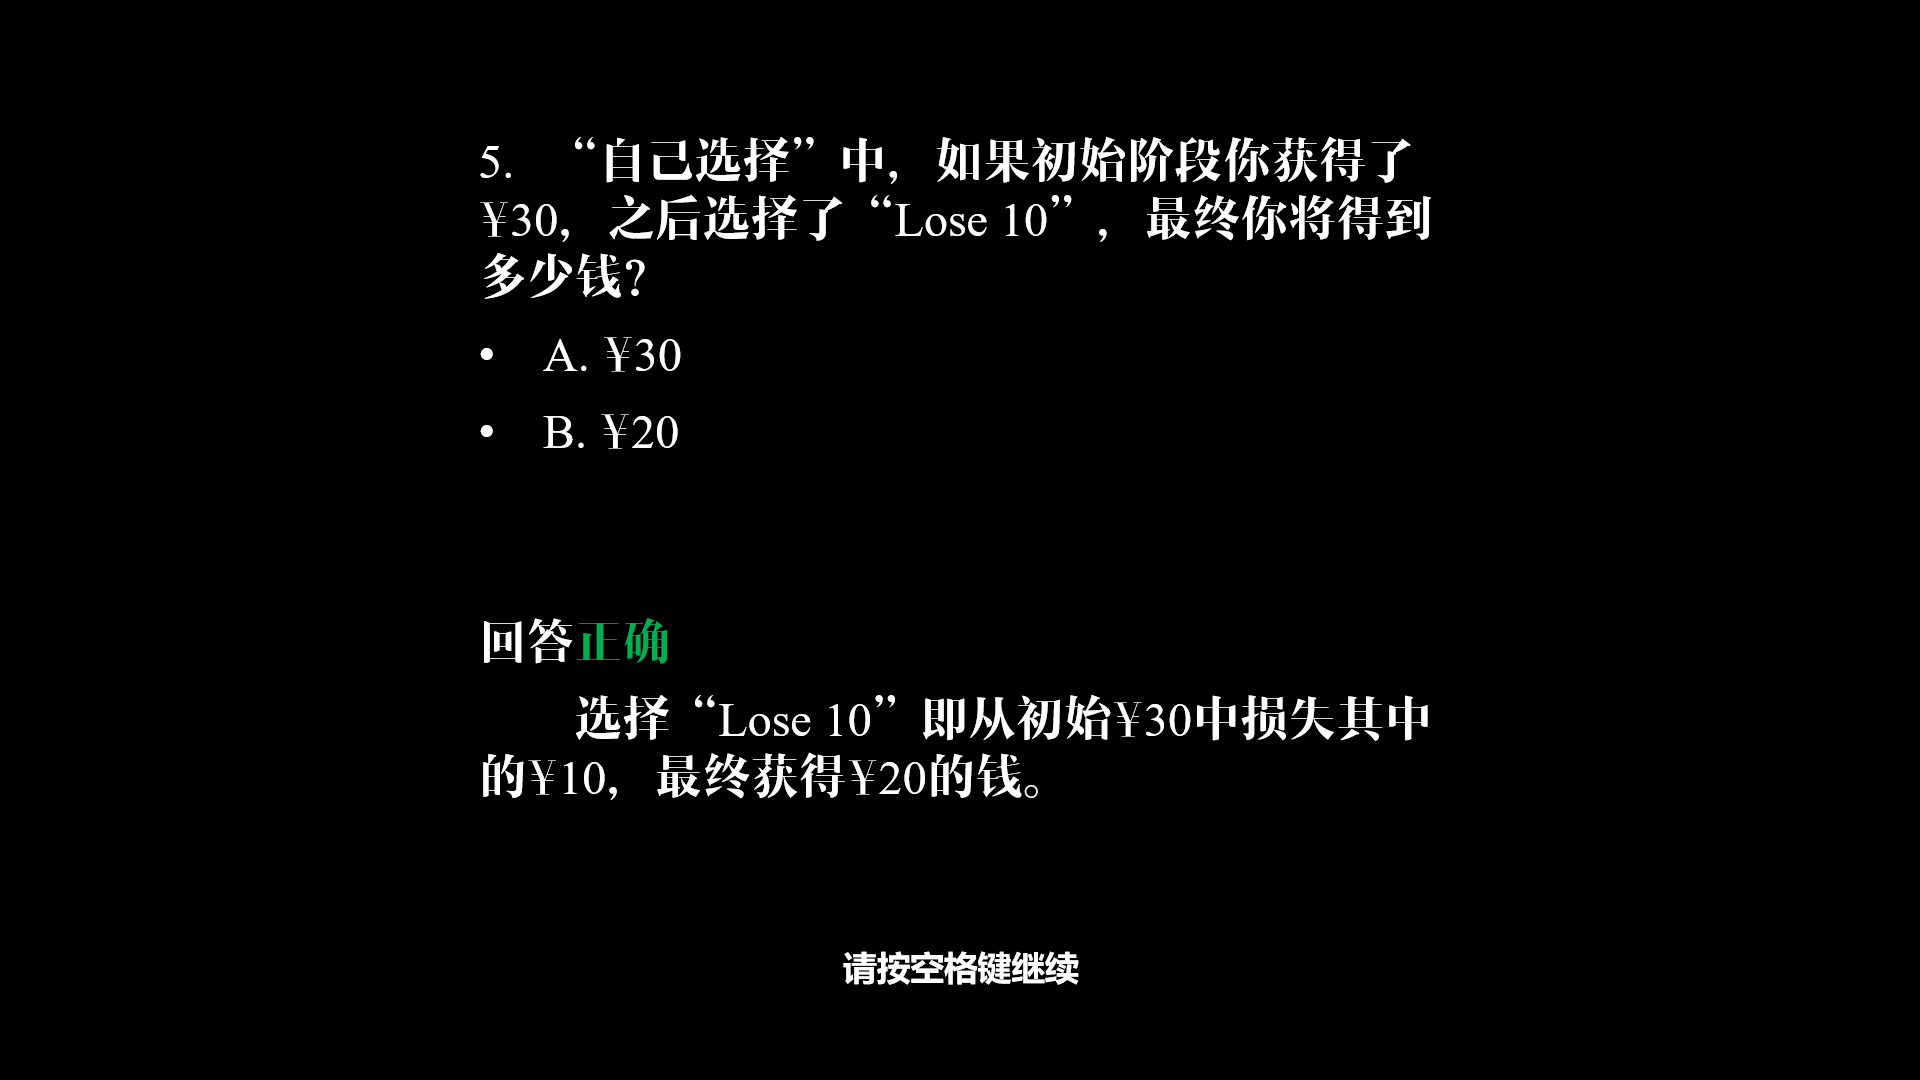 5. “自己选择”中，如果初始阶段你获得了
¥30，之后选择了“Lose 10”，最终你将得到
多少钱？
• A. ¥30
• B. ¥20
回答正确
选择“Lose 10”即从初始¥30中损失其中
的¥10，最终获得¥20的钱。
请按空格键继续